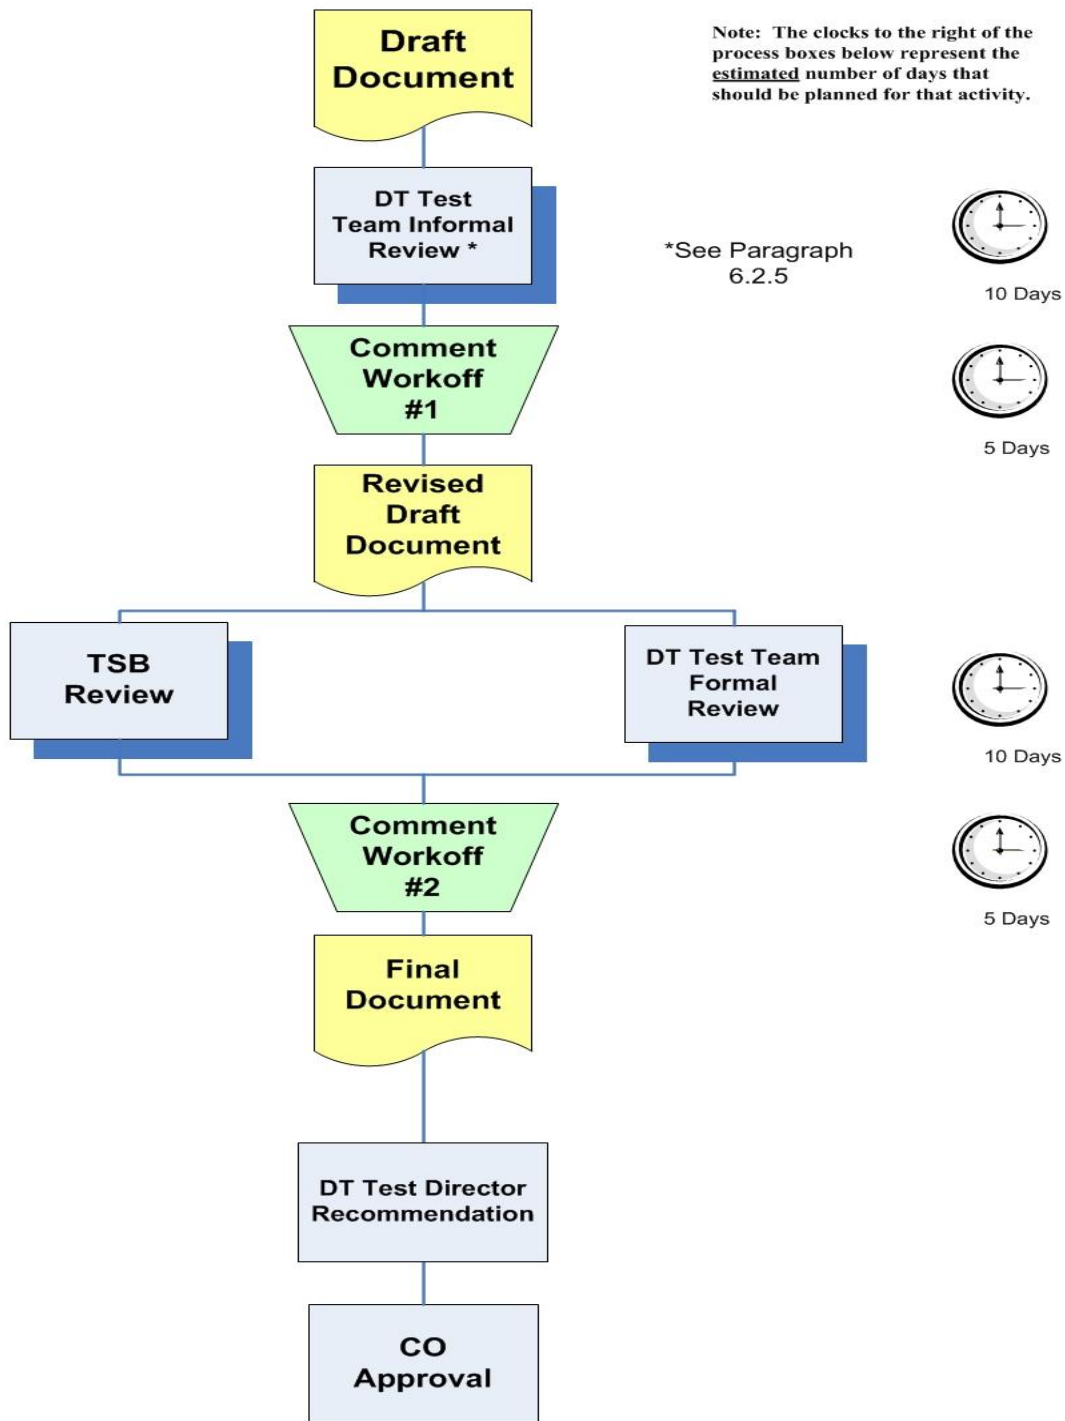 Draft
Document
Note: The clocks to the right of the
process boxes below represent the
estimated number of days that
should be planned for that activity.
DT Test
Team Informal
Review *
*See Paragraph
6.2.5
10 Days
Comment
Workoff
#1
5 Days
Revised
Draft
Document
TSB
Review
DT Test Team
Formal
Review
10 Days
Comment
Workoff
#2
5 Days
Final
Document
DT Test Director
Recommendation
CO
Approval